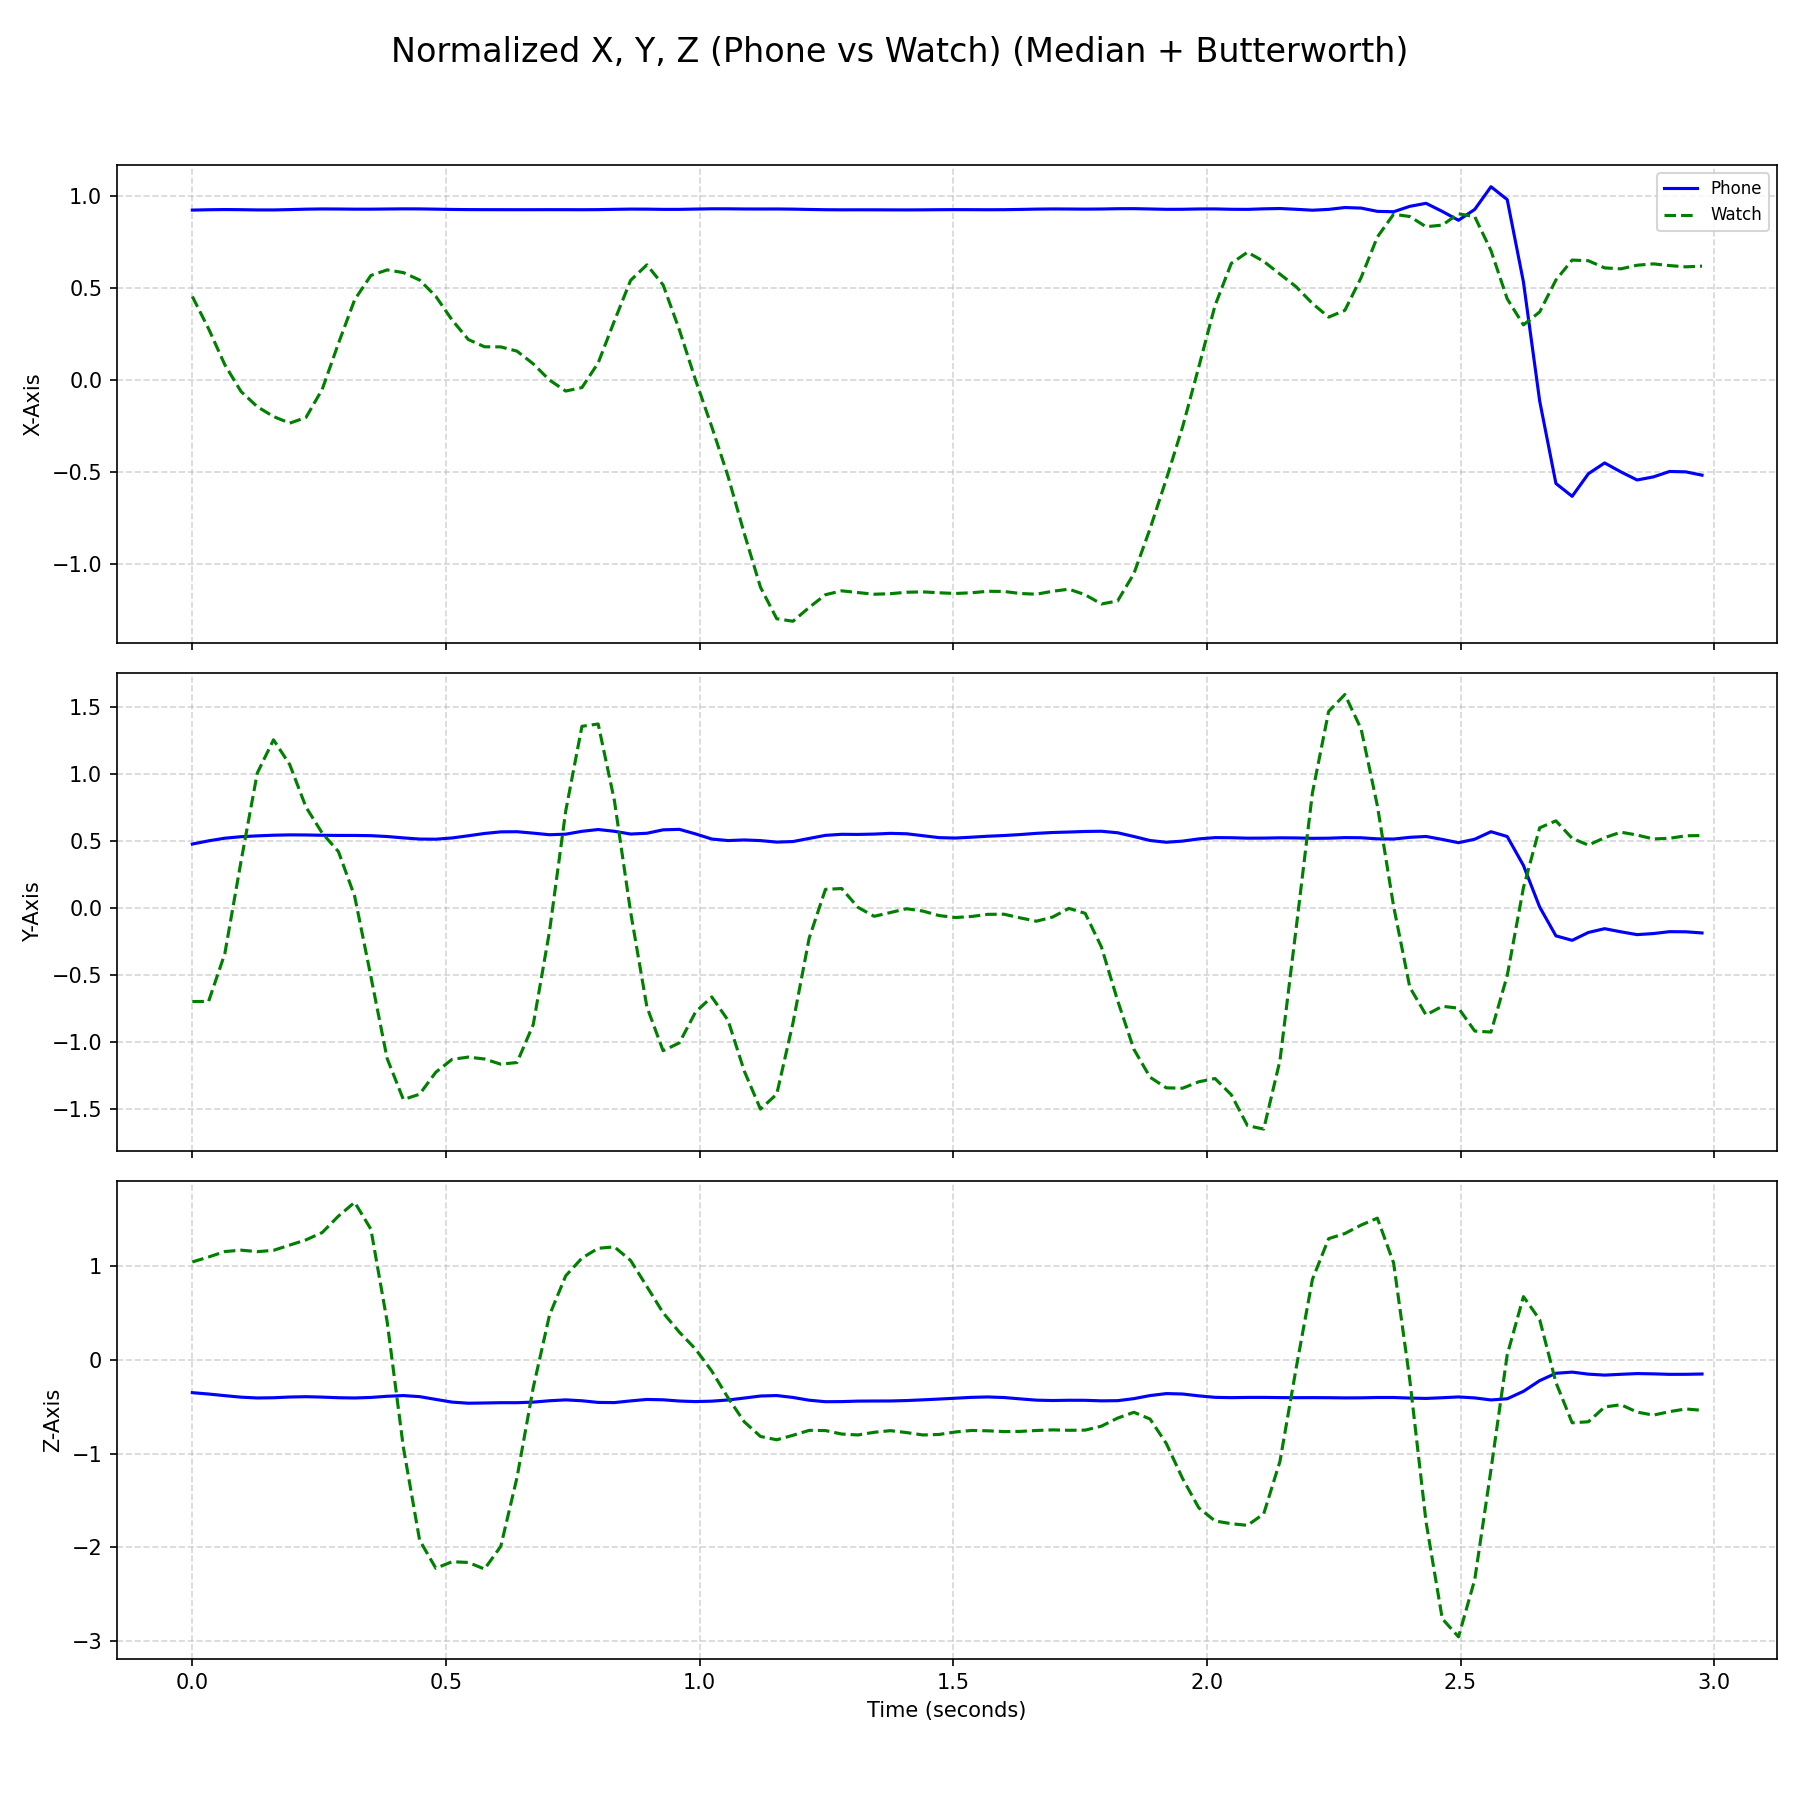 Normalized X, Y, Z (Phone vs Watch) (Median + Butterworth)
Phone
Watch
1.0
0.5
0.0
−0.5
−1.0
X-Axis
1.5
1.0
0.5
0.0
−0.5
−1.0
−1.5
Y-Axis
1
0
−1
−2
−3
Z-Axis
0.0 0.5 1.0 1.5 2.0 2.5 3.0
Time (seconds)